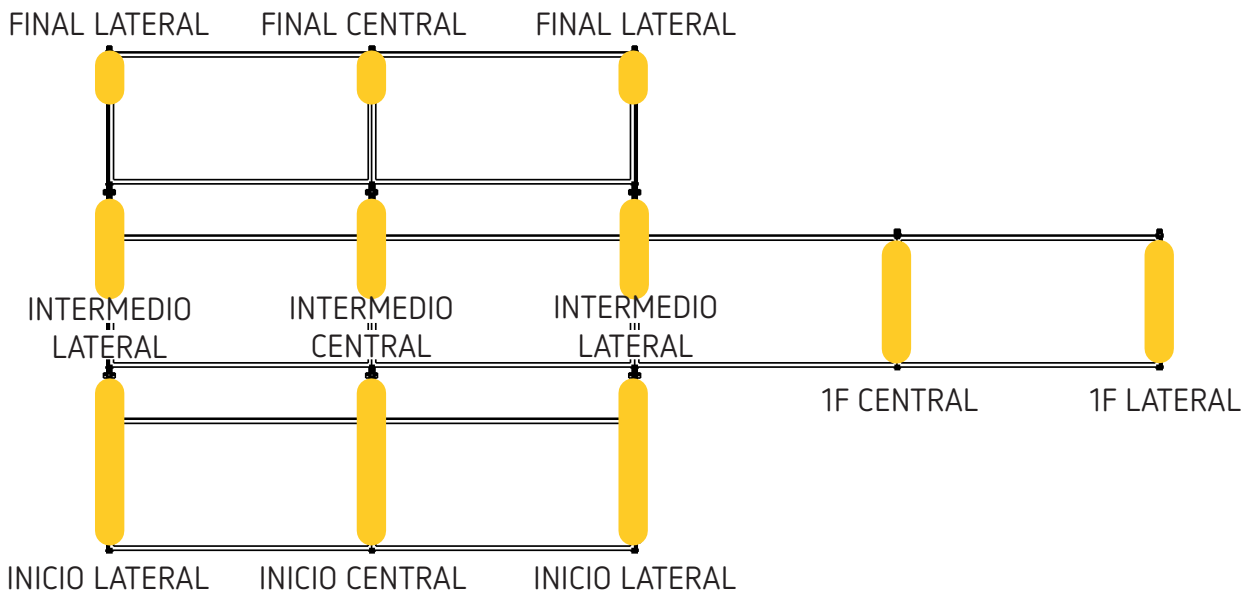 FINAL LATERAL
FINAL CENTRAL
FINAL LATERAL
INTERMEDIO
LATERAL
INTERMEDIO
CENTRAL
INTERMEDIO
LATERAL
1F CENTRAL
1F LATERAL
INICIO LATERAL
INICIO CENTRAL
INICIO LATERAL